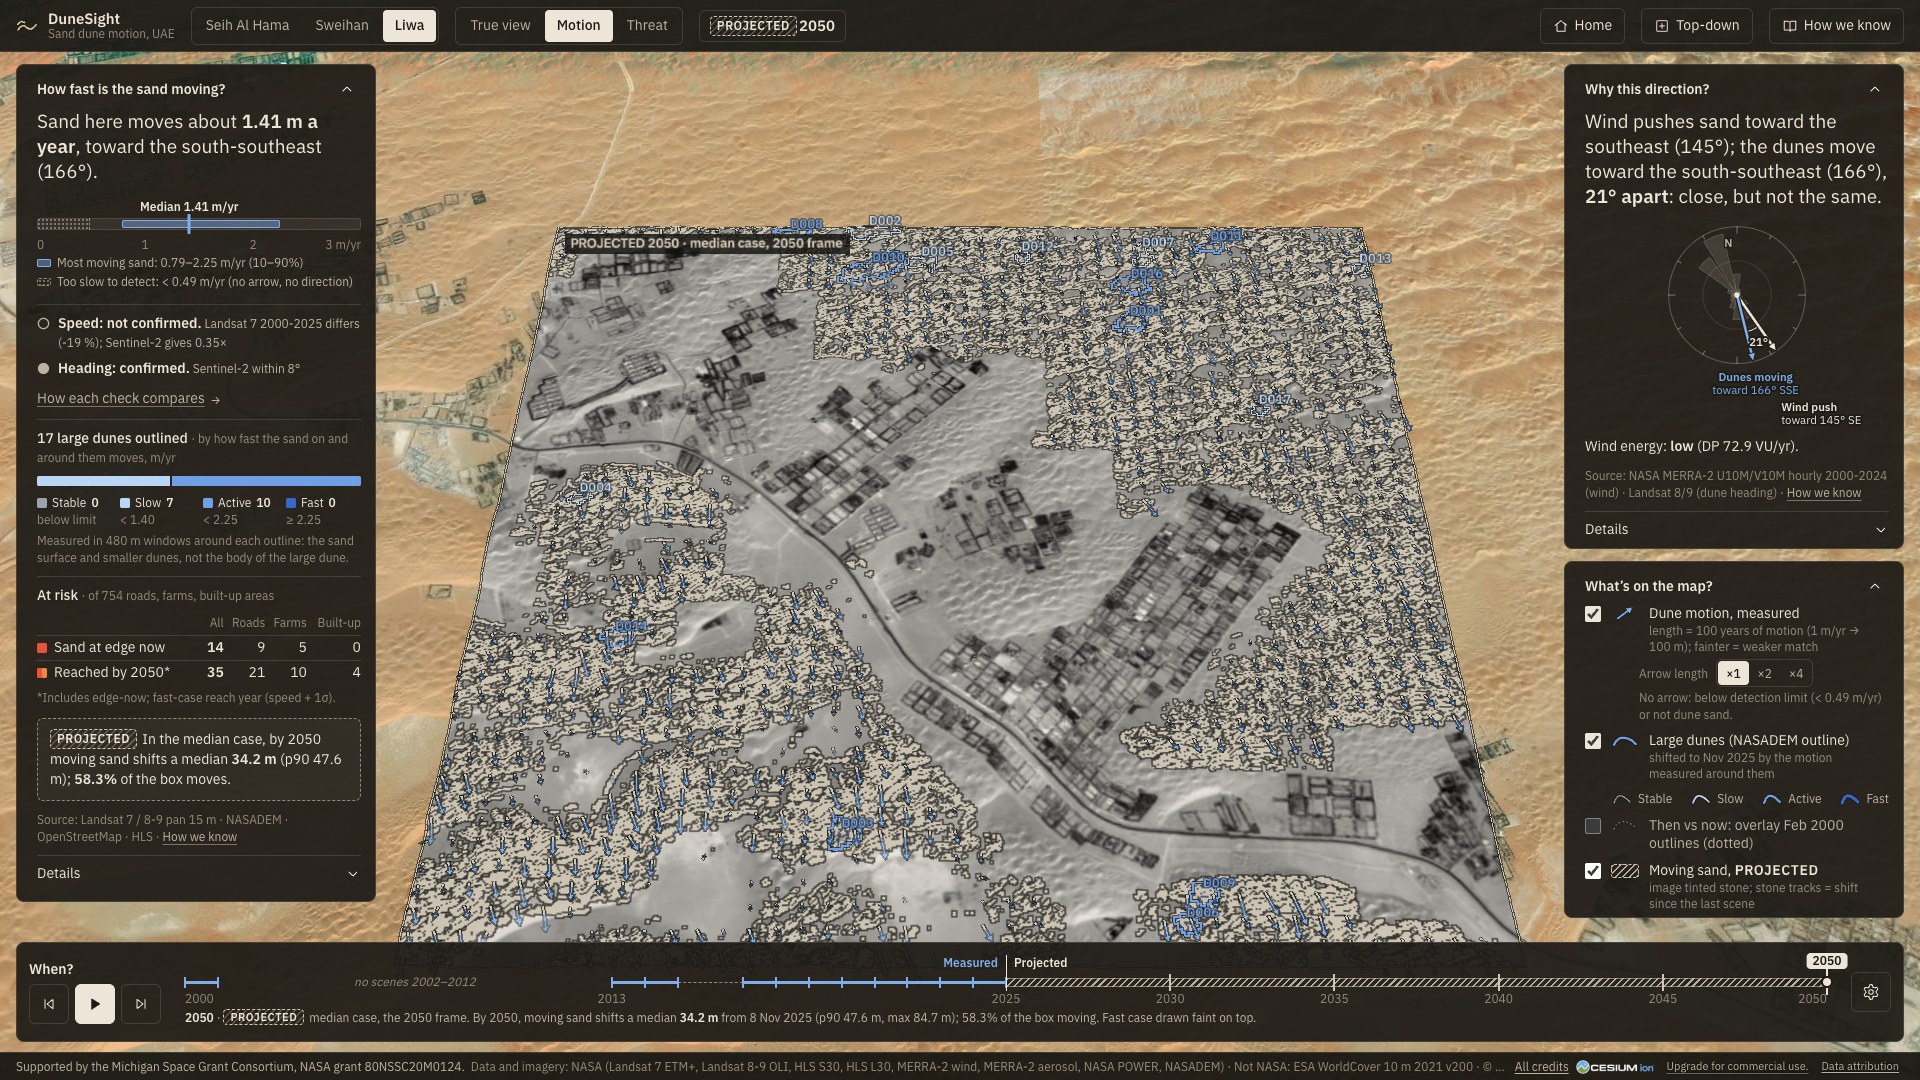 DuneSight
Sand dune motion, UAE
Seih Al Hama
Sweihan
Liwa
True view
Motion
Threat
PROJECTED 2050
Home
Top-down
How we know
How fast is the sand moving?
Sand here moves about 1.41 m a
year, toward the south-southeast
(166°).
Median 1.41 m/yr
0 1 2 3 m/yr
Most moving sand: 0.79–2.25 m/yr (10–90%)
Too slow to detect: < 0.49 m/yr (no arrow, no direction)
Speed: not confirmed. Landsat 7 2000-2025 differs
(-19 %); Sentinel-2 gives 0.35×
Heading: confirmed. Sentinel-2 within 8°
How each check compares →
17 large dunes outlined · by how fast the sand on and
around them moves, m/yr
Stable 0 Slow 7 Active 10 Fast 0
below limit < 1.40 < 2.25 ≥ 2.25
Measured in 480 m windows around each outline: the sand
surface and smaller dunes, not the body of the large dune.
At risk · of 754 roads, farms, built-up areas
All Roads Farms Built-up
Sand at edge now 14 9 5 0
Reached by 2050* 35 21 10 4
*Includes edge-now; fast-case reach year (speed + 1σ).
PROJECTED In the median case, by 2050
moving sand shifts a median 34.2 m (p90 47.6
m); 58.3% of the box moves.
Source: Landsat 7 / 8-9 pan 15 m · NASADEM ·
OpenStreetMap · HLS · How we know
Details
PROJECTED 2050 · median case, 2050 frame
D008
D002
D010
D005
D012
D007
D011
D013
D016
D001
D017
D004
D014
D003
D009
D006
Why this direction?
Wind pushes sand toward the
southeast (145°); the dunes move
toward the south-southeast (166°),
21° apart: close, but not the same.
N
21°
Dunes moving
toward 166° SSE
Wind push
toward 145° SE
Wind energy: low (DP 72.9 VU/yr).
Source: NASA MERRA-2 U10M/V10M hourly 2000-2024
(wind) · Landsat 8/9 (dune heading) · How we know
Details
What's on the map?
Dune motion, measured
length = 100 years of motion (1 m/yr →
100 m); fainter = weaker match
Arrow length ×1 ×2 ×4
No arrow: below detection limit (< 0.49 m/yr)
or not dune sand.
Large dunes (NASADEM outline)
shifted to Nov 2025 by the motion
measured around them
Stable Slow Active Fast
Then vs now: overlay Feb 2000
outlines (dotted)
Moving sand, PROJECTED
image tinted stone; stone tracks = shift
since the last scene
When?
no scenes 2002–2012
Measured
Projected
2050
2000 2013 2025 2030 2035 2040 2045 2050
2050 · PROJECTED median case, the 2050 frame. By 2050, moving sand shifts a median 34.2 m from 8 Nov 2025 (p90 47.6 m, max 84.7 m); 58.3% of the box moving. Fast case drawn faint on top.
Supported by the Michigan Space Grant Consortium, NASA grant 80NSSC20M0124. Data and imagery: NASA (Landsat 7 ETM+, Landsat 8-9 OLI, HLS S30, HLS L30, MERRA-2 wind, MERRA-2 aerosol, NASA POWER, NASADEM) · Not NASA: ESA WorldCover 10 m 2021 v200 · © ... All credits CESIUM ion Upgrade for commercial use. Data attribution